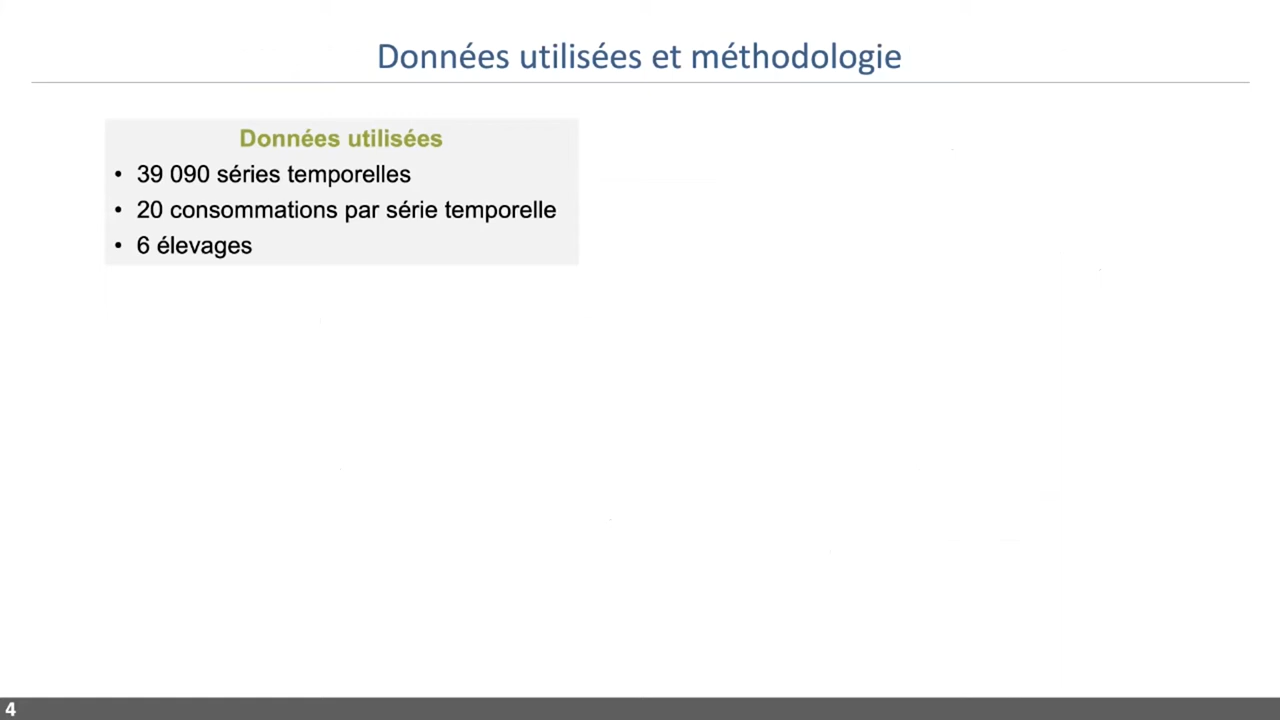 Données utilisées et méthodologie
Données utilisées
• 39 090 séries temporelles
• 20 consommations par série temporelle
• 6 élevages
4